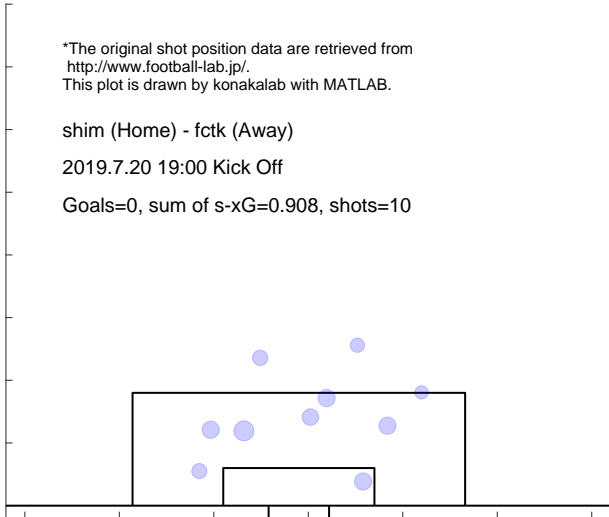 *The original shot position data are retrieved from
http://www.football-lab.jp/.
This plot is drawn by konakalab with MATLAB.
shim (Home) - fctk (Away)
2019.7.20 19:00 Kick Off
Goals=0, sum of s-xG=0.908, shots=10